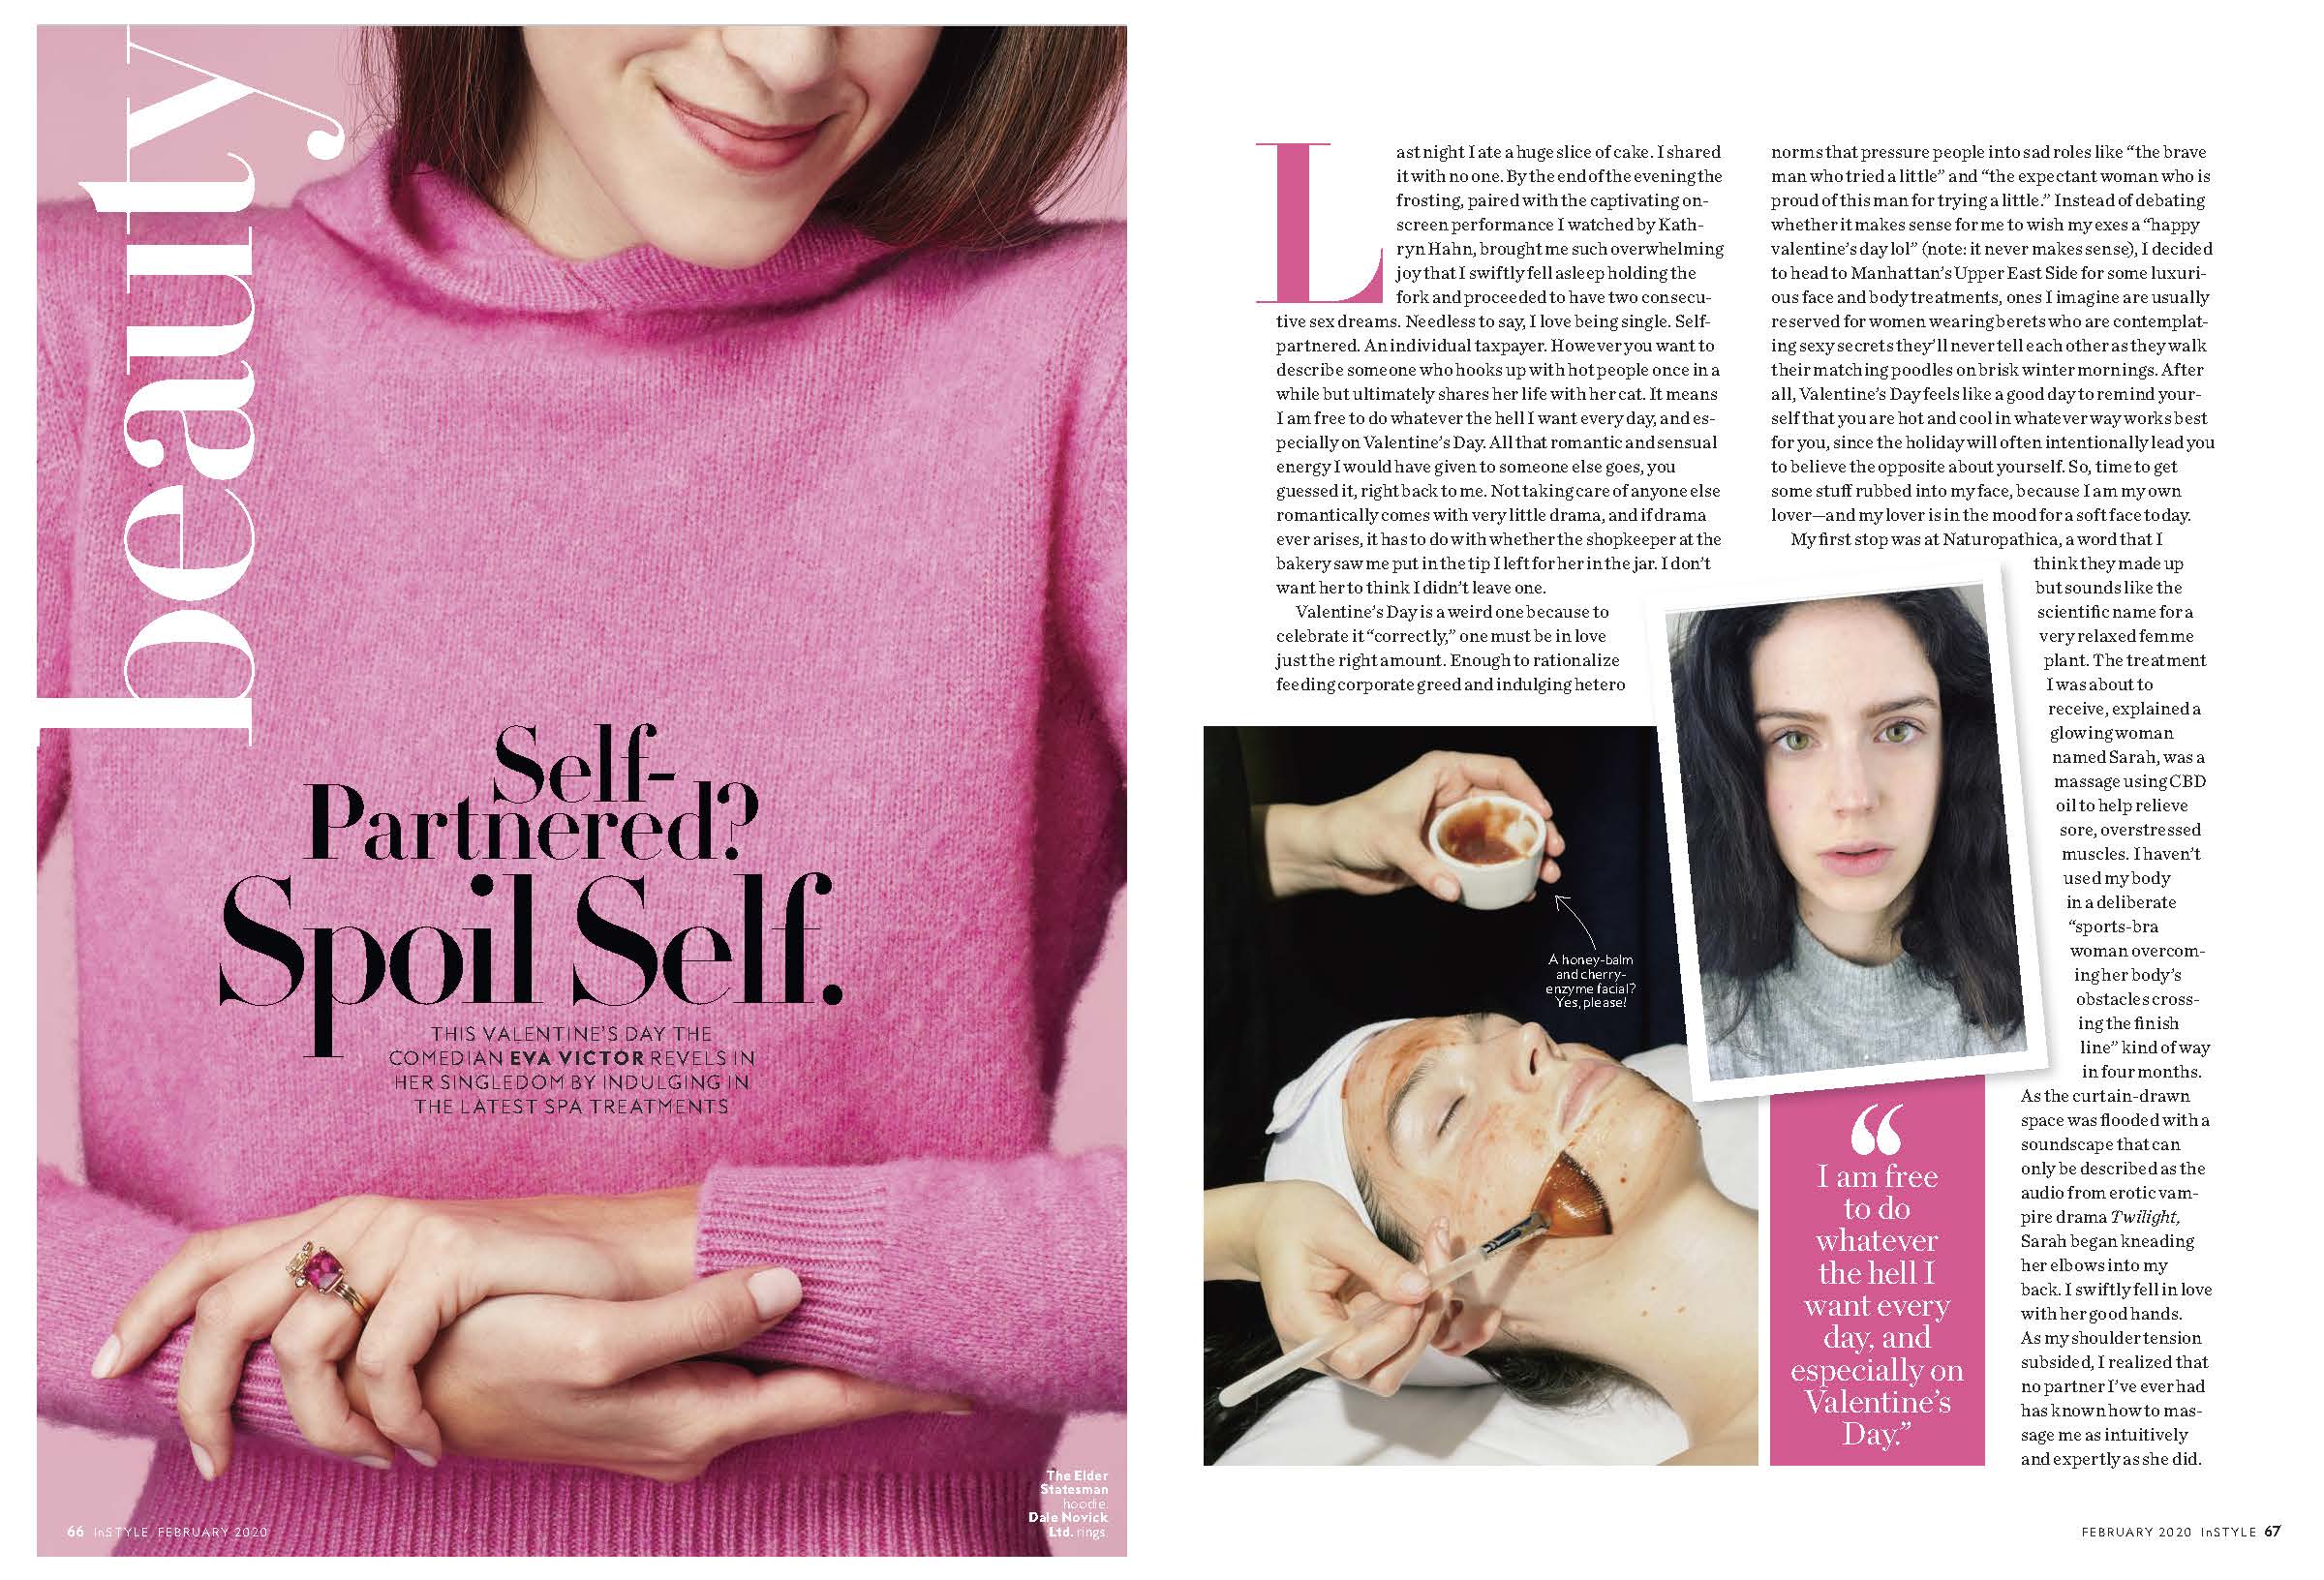 beauty
Self-
Partnered?
Spoil Self.
THIS VALENTINE'S DAY THE
COMEDIAN EVA VICTOR REVELS IN
HER SINGLEDOM BY INDULGING IN
THE LATEST SPA TREATMENTS
The Elder
Statesman
hoodie.
Dale Novick
Ltd. rings.
66 InSTYLE FEBRUARY 2020
Last night I ate a huge slice of cake. I shared
it with no one. By the end of the evening the
frosting, paired with the captivating on-
screen performance I watched by Kath-
ryn Hahn, brought me such overwhelming
joy that I swiftly fell asleep holding the
fork and proceeded to have two consecu-
tive sex dreams. Needless to say, I love being single. Self-
partnered. An individual taxpayer. However you want to
describe someone who hooks up with hot people once in a
while but ultimately shares her life with her cat. It means
I am free to do whatever the hell I want every day, and es-
pecially on Valentine's Day. All that romantic and sensual
energy I would have given to someone else goes, you
guessed it, right back to me. Not taking care of anyone else
romantically comes with very little drama, and if drama
ever arises, it has to do with whether the shopkeeper at the
bakery saw me put in the tip I left for her in the jar. I don't
want her to think I didn't leave one.
Valentine's Day is a weird one because to
celebrate it “correctly,” one must be in love
just the right amount. Enough to rationalize
feeding corporate greed and indulging hetero
norms that pressure people into sad roles like “the brave
man who tried a little” and “the expectant woman who is
proud of this man for trying a little.” Instead of debating
whether it makes sense for me to wish my exes a “happy
valentine's day lol” (note: it never makes sense), I decided
to head to Manhattan's Upper East Side for some luxuri-
ous face and body treatments, ones I imagine are usually
reserved for women wearing berets who are contemplat-
ing sexy secrets they'll never tell each other as they walk
their matching poodles on brisk winter mornings. After
all, Valentine's Day feels like a good day to remind your-
self that you are hot and cool in whatever way works best
for you, since the holiday will often intentionally lead you
to believe the opposite about yourself. So, time to get
some stuff rubbed into my face, because I am my own
lover—and my lover is in the mood for a soft face today.
My first stop was at Naturopathica, a word that I
think they made up
but sounds like the
scientific name for a
very relaxed femme
plant. The treatment
I was about to
receive, explained a
glowing woman
named Sarah, was a
massage using CBD
oil to help relieve
sore, overstressed
muscles. I haven't
used my body
in a deliberate
“sports-bra
woman overcom-
ing her body's
obstacles cross-
ing the finish
line” kind of way
in four months.
As the curtain-drawn
space was flooded with a
soundscape that can
only be described as the
audio from erotic vam-
pire drama Twilight,
Sarah began kneading
her elbows into my
back. I swiftly fell in love
with her good hands.
As my shoulder tension
subsided, I realized that
no partner I've ever had
has known how to mas-
sage me as intuitively
and expertly as she did.
A honey-balm
and cherry-
enzyme facial?
Yes, please!
“
I am free
to do
whatever
the hell I
want every
day, and
especially on
Valentine's
Day.”
FEBRUARY 2020 InSTYLE 67